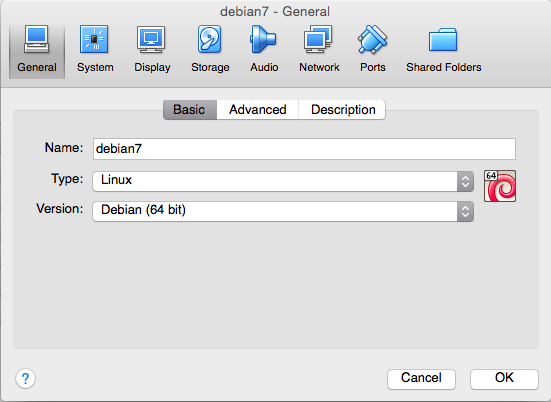 debian7 - General
General System Display Storage Audio Network Ports Shared Folders
Basic Advanced Description
Name: debian7
Type: Linux
64
Version: Debian (64 bit)
? Cancel OK